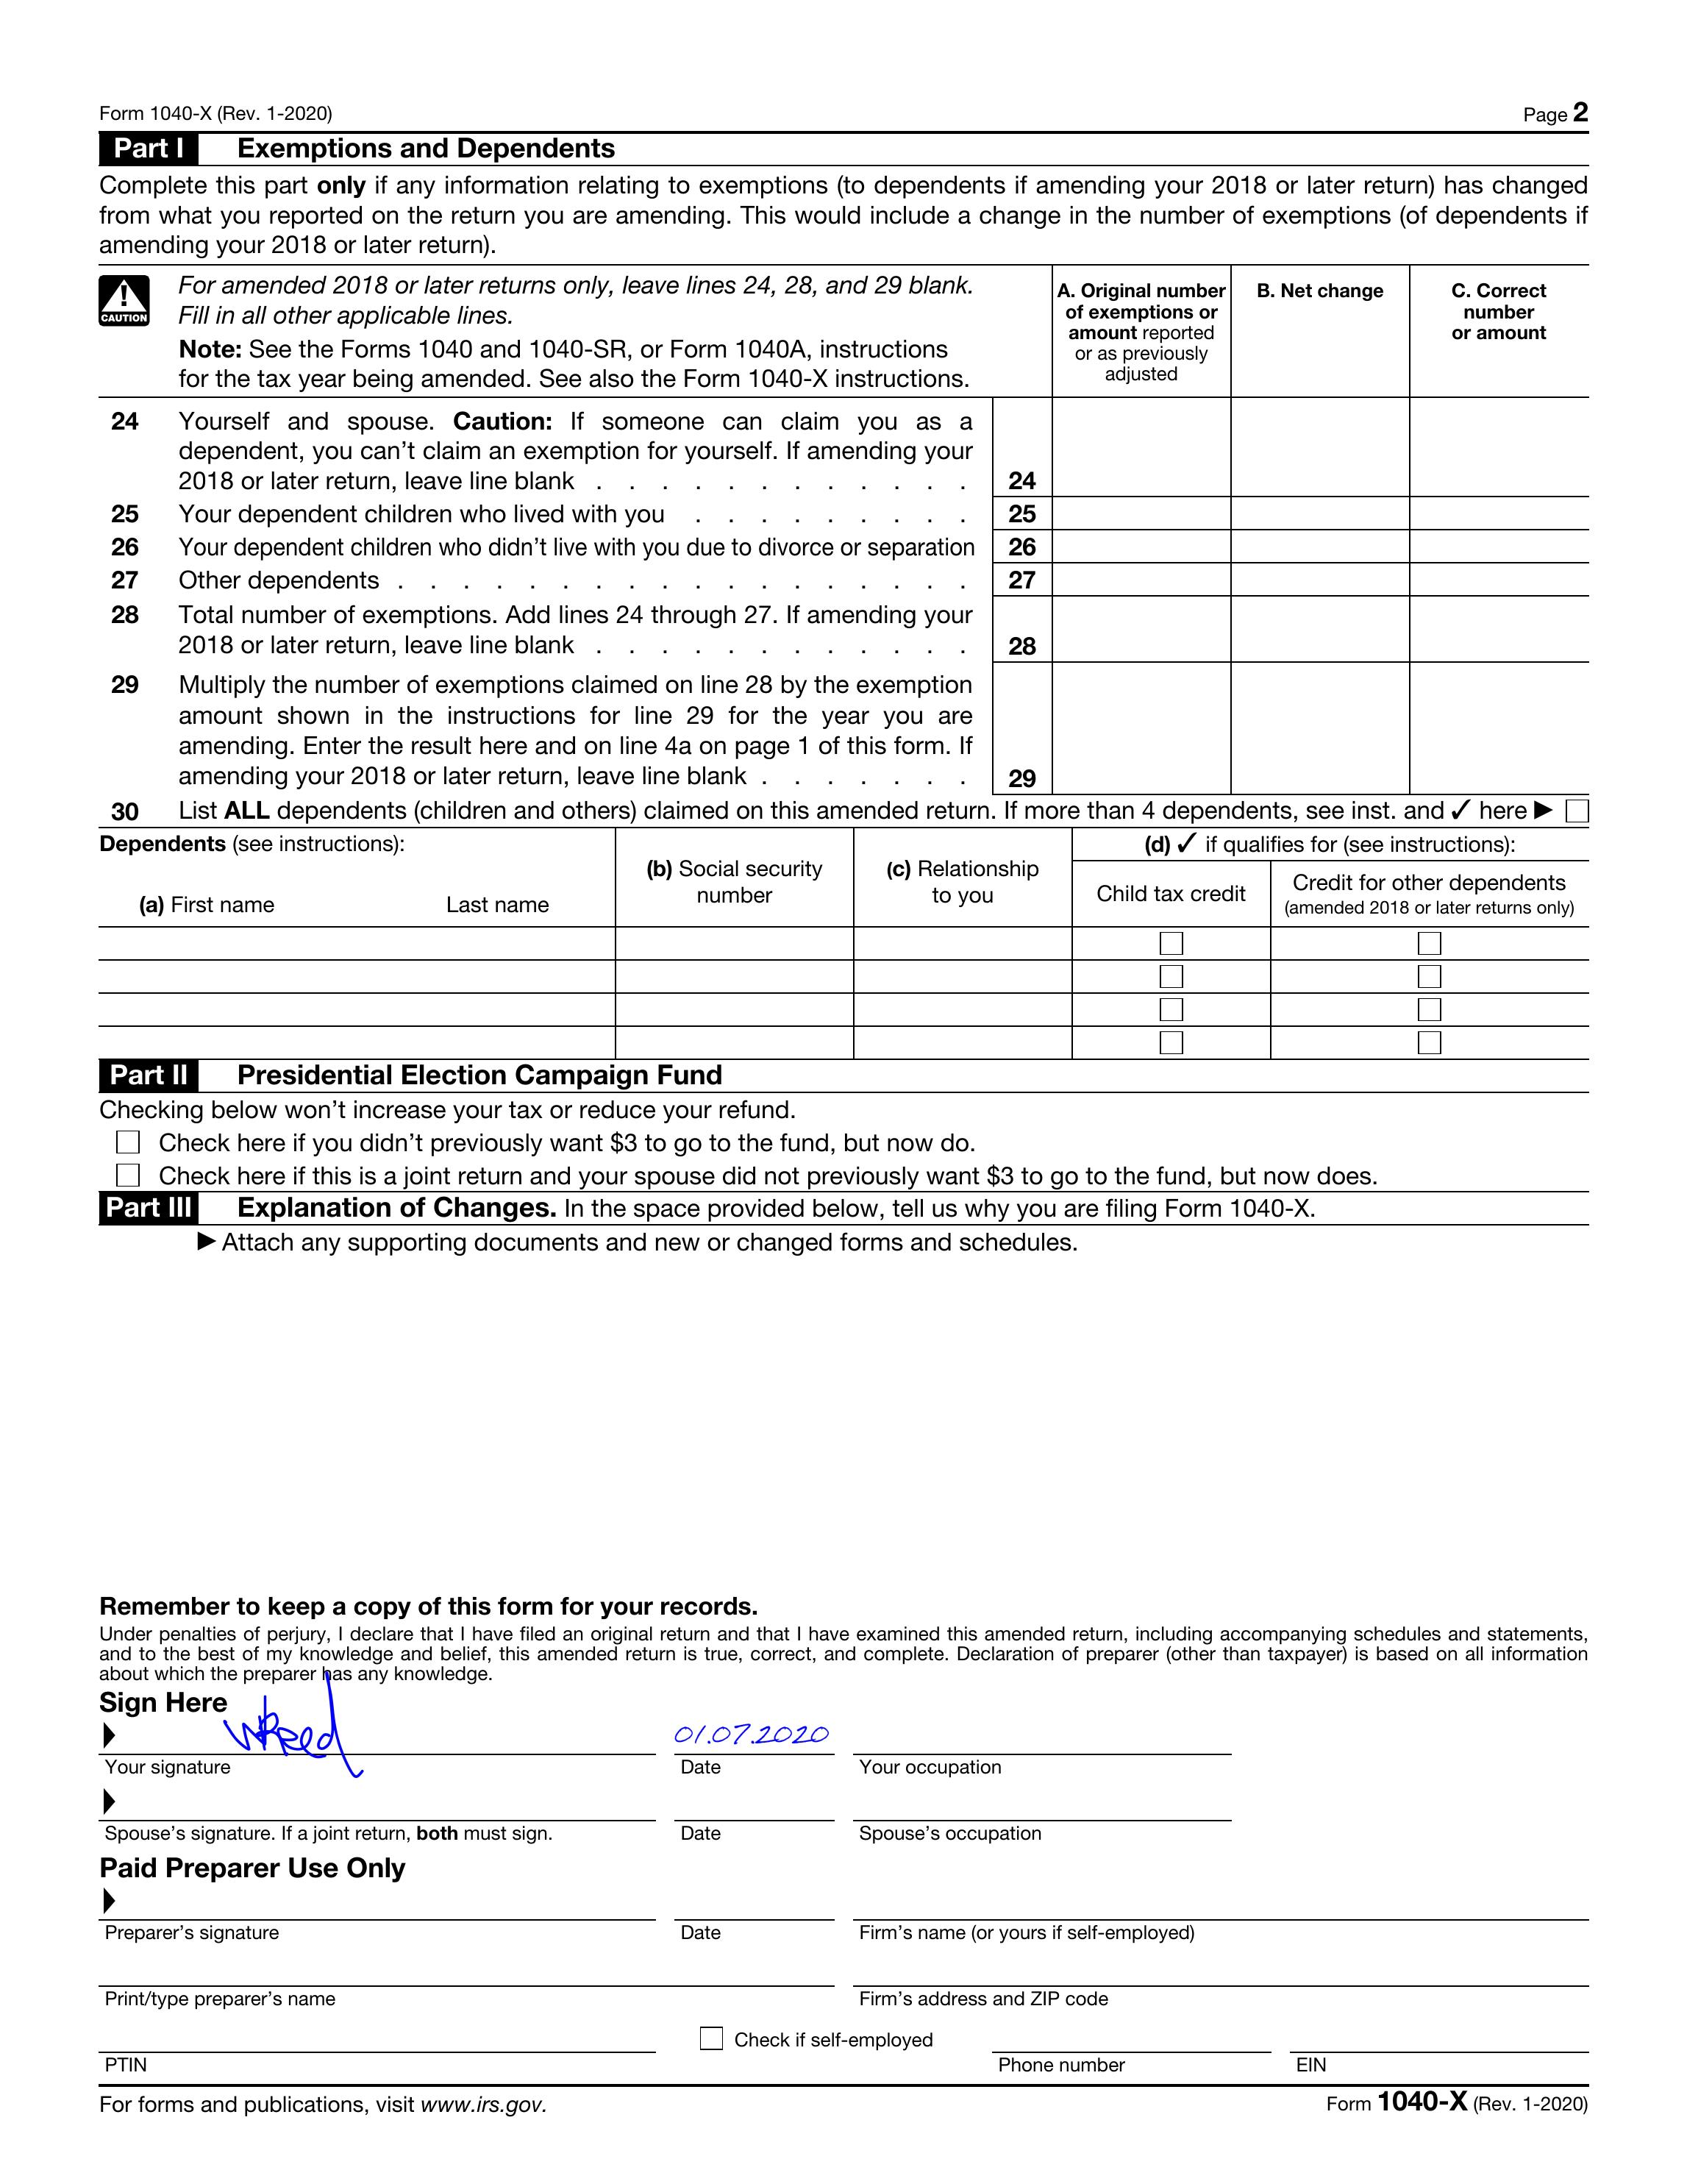 Form 1040-X (Rev. 1-2020) Page 2
Part I Exemptions and Dependents
Complete this part only if any information relating to exemptions (to dependents if amending your 2018 or later return) has changed
from what you reported on the return you are amending. This would include a change in the number of exemptions (of dependents if
amending your 2018 or later return).
CAUTION
For amended 2018 or later returns only, leave lines 24, 28, and 29 blank.
Fill in all other applicable lines.
Note: See the Forms 1040 and 1040-SR, or Form 1040A, instructions
for the tax year being amended. See also the Form 1040-X instructions.
A. Original number
of exemptions or
amount reported
or as previously
adjusted
B. Net change
C. Correct
number
or amount
24 Yourself and spouse. Caution: If someone can claim you as a
dependent, you can’t claim an exemption for yourself. If amending your
2018 or later return, leave line blank . . . . . . . . . . . . 24
25 Your dependent children who lived with you . . . . . . . . . 25
26 Your dependent children who didn’t live with you due to divorce or separation 26
27 Other dependents . . . . . . . . . . . . . . . . . . 27
28 Total number of exemptions. Add lines 24 through 27. If amending your
2018 or later return, leave line blank . . . . . . . . . . . . 28
29 Multiply the number of exemptions claimed on line 28 by the exemption
amount shown in the instructions for line 29 for the year you are
amending. Enter the result here and on line 4a on page 1 of this form. If
amending your 2018 or later return, leave line blank . . . . . . . 29
30 List ALL dependents (children and others) claimed on this amended return. If more than 4 dependents, see inst. and ✓ here ▶
Dependents (see instructions):
(a) First name Last name
(b) Social security
number
(c) Relationship
to you
(d) ✓ if qualifies for (see instructions):
Child tax credit
Credit for other dependents
(amended 2018 or later returns only)
Part II Presidential Election Campaign Fund
Checking below won’t increase your tax or reduce your refund.
Check here if you didn’t previously want $3 to go to the fund, but now do.
Check here if this is a joint return and your spouse did not previously want $3 to go to the fund, but now does.
Part III Explanation of Changes. In the space provided below, tell us why you are filing Form 1040-X.
▶ Attach any supporting documents and new or changed forms and schedules.
Remember to keep a copy of this form for your records.
Under penalties of perjury, I declare that I have filed an original return and that I have examined this amended return, including accompanying schedules and statements,
and to the best of my knowledge and belief, this amended return is true, correct, and complete. Declaration of preparer (other than taxpayer) is based on all information
about which the preparer has any knowledge.
Sign Here
01.07.2020
Your signature Date Your occupation
Spouse’s signature. If a joint return, both must sign. Date Spouse’s occupation
Paid Preparer Use Only
Preparer’s signature Date Firm’s name (or yours if self-employed)
Print/type preparer’s name Firm’s address and ZIP code
Check if self-employed
PTIN Phone number EIN
For forms and publications, visit www.irs.gov. Form 1040-X (Rev. 1-2020)